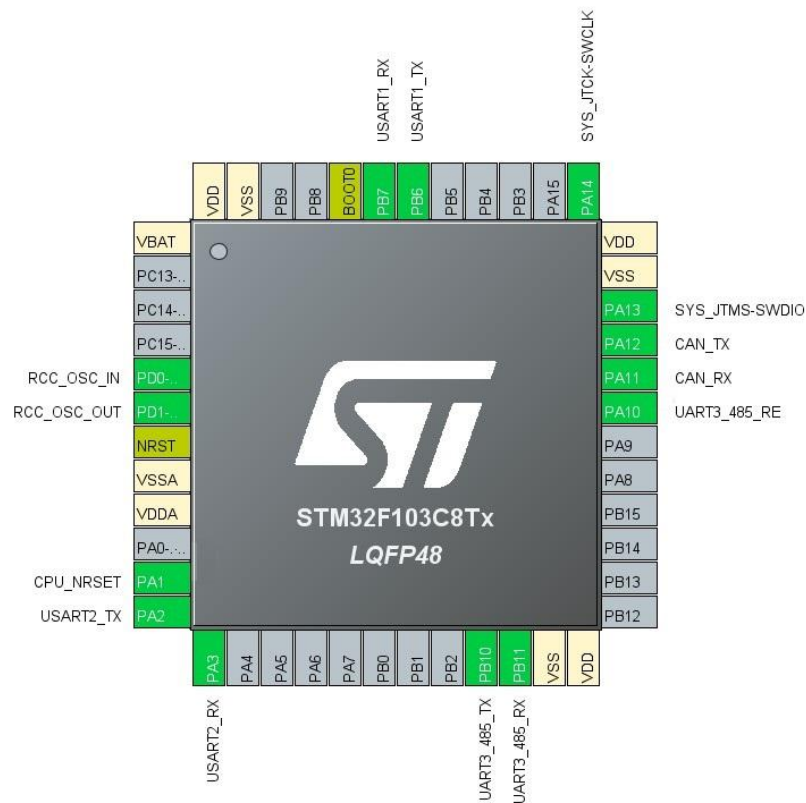 USART1_RX
USART1_TX
SYS_JTCK-SWCLK
VDD
VSS
PB9
PB8
BOOT0
PB7
PB6
PB5
PB4
PB3
PA15
PA14
VBAT
PC13-..
PC14-..
PC15-..
RCC_OSC_IN PD0-..
RCC_OSC_OUT PD1-..
NRST
VSSA
VDDA
PA0-..
CPU_NRSET PA1
USART2_TX PA2
VDD
VSS
PA13 SYS_JTMS-SWDIO
PA12 CAN_TX
PA11 CAN_RX
PA10 UART3_485_RE
PA9
PA8
PB15
PB14
PB13
PB12
ST
STM32F103C8Tx
LQFP48
PA3
PA4
PA5
PA6
PA7
PB0
PB1
PB2
PB10
PB11
VSS
VDD
USART2_RX
UART3_485_TX
UART3_485_RX